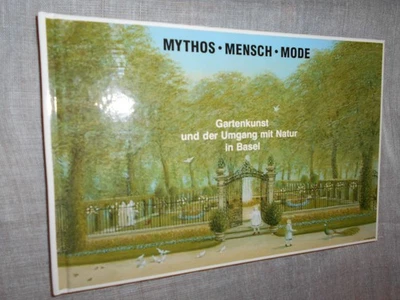 MYTHOS • MENSCH • MODE
Gartenkunst
und der Umgang mit Natur
in Basel